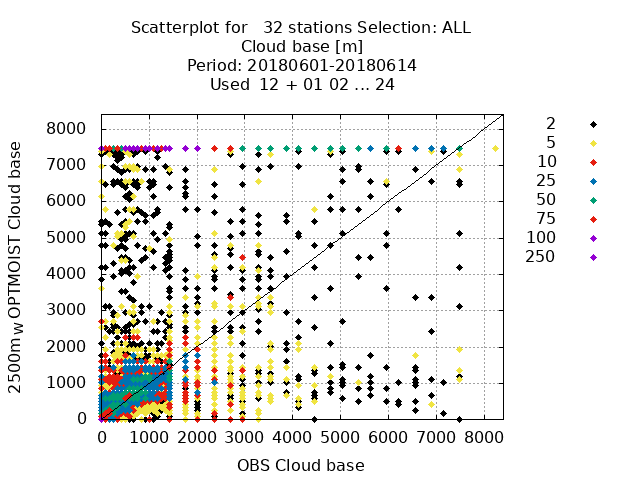 Scatterplot for   32 stations Selection: ALL
Cloud base [m]
Period: 20180601-20180614
Used  12 + 01 02 ... 24
2
5
10
25
50
75
100
250
8000
7000
6000
5000
4000
3000
2000
1000
0
2500m_W OPTMOIST Cloud base
0 1000 2000 3000 4000 5000 6000 7000 8000
OBS Cloud base